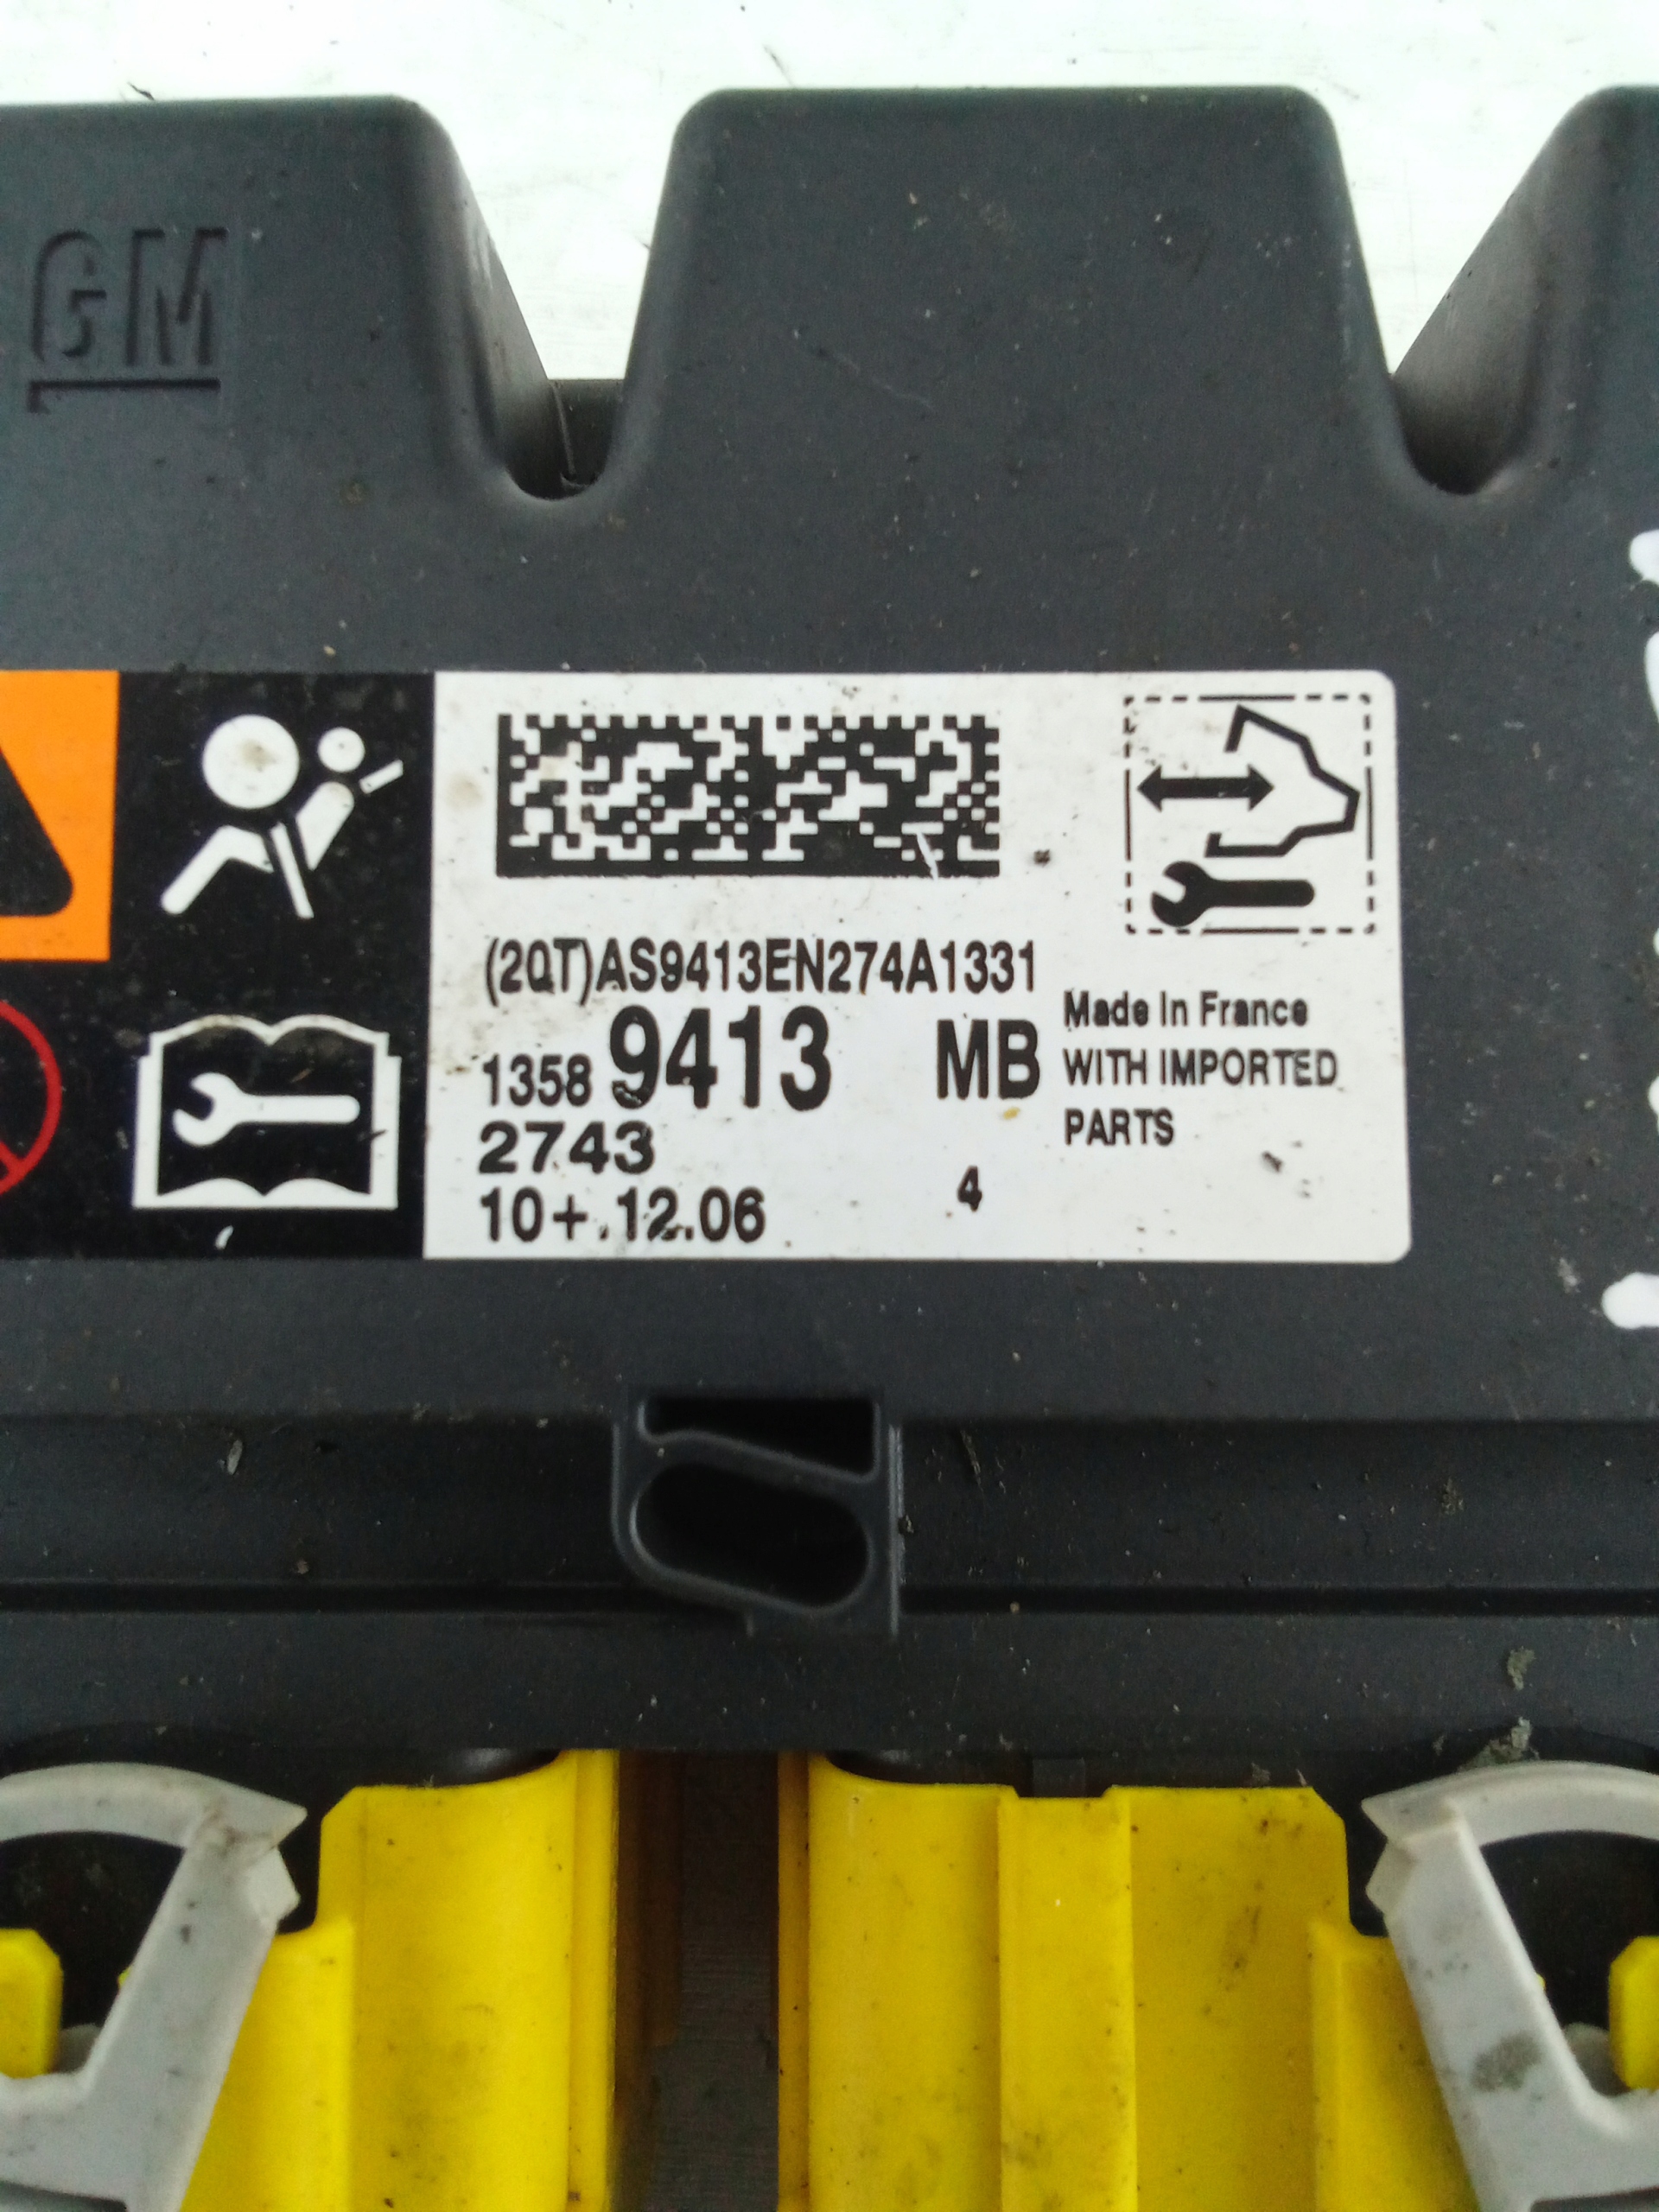 GM
(2QT)AS9413EN274A1331
1358 9413 MB
2743
10+.12.06 4
Made In France
WITH IMPORTED
PARTS